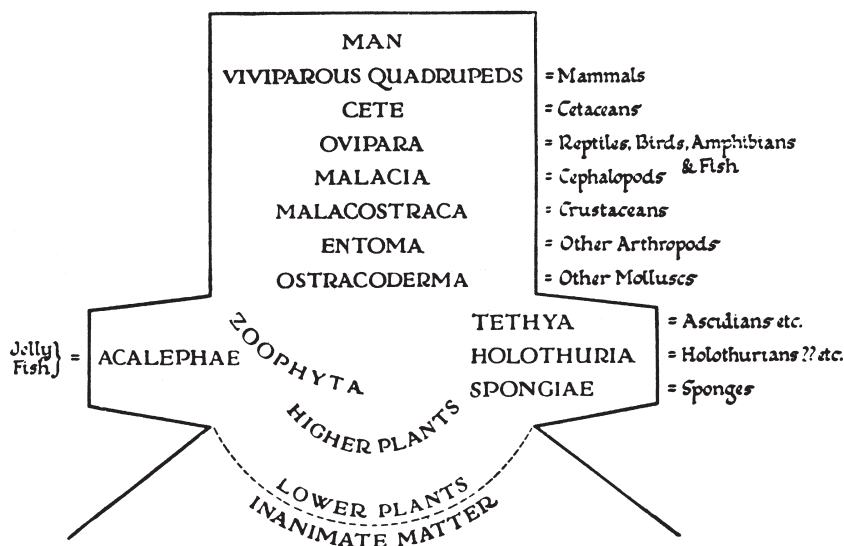 MAN
VIVIPAROUS QUADRUPEDS = Mammals
CETE = Cetaceans
OVIPARA = Reptiles, Birds, Amphibians & Fish
MALACIA = Cephalopods
MALACOSTRACA = Crustaceans
ENTOMA = Other Arthropods
OSTRACODERMA = Other Molluscs
ZOOPHYTA
TETHYA = Ascidians etc.
Jelly Fish } = ACALEPHAE
HOLOTHURIA = Holothurians ?? etc.
SPONGIAE = Sponges
HIGHER PLANTS
LOWER PLANTS
INANIMATE MATTER